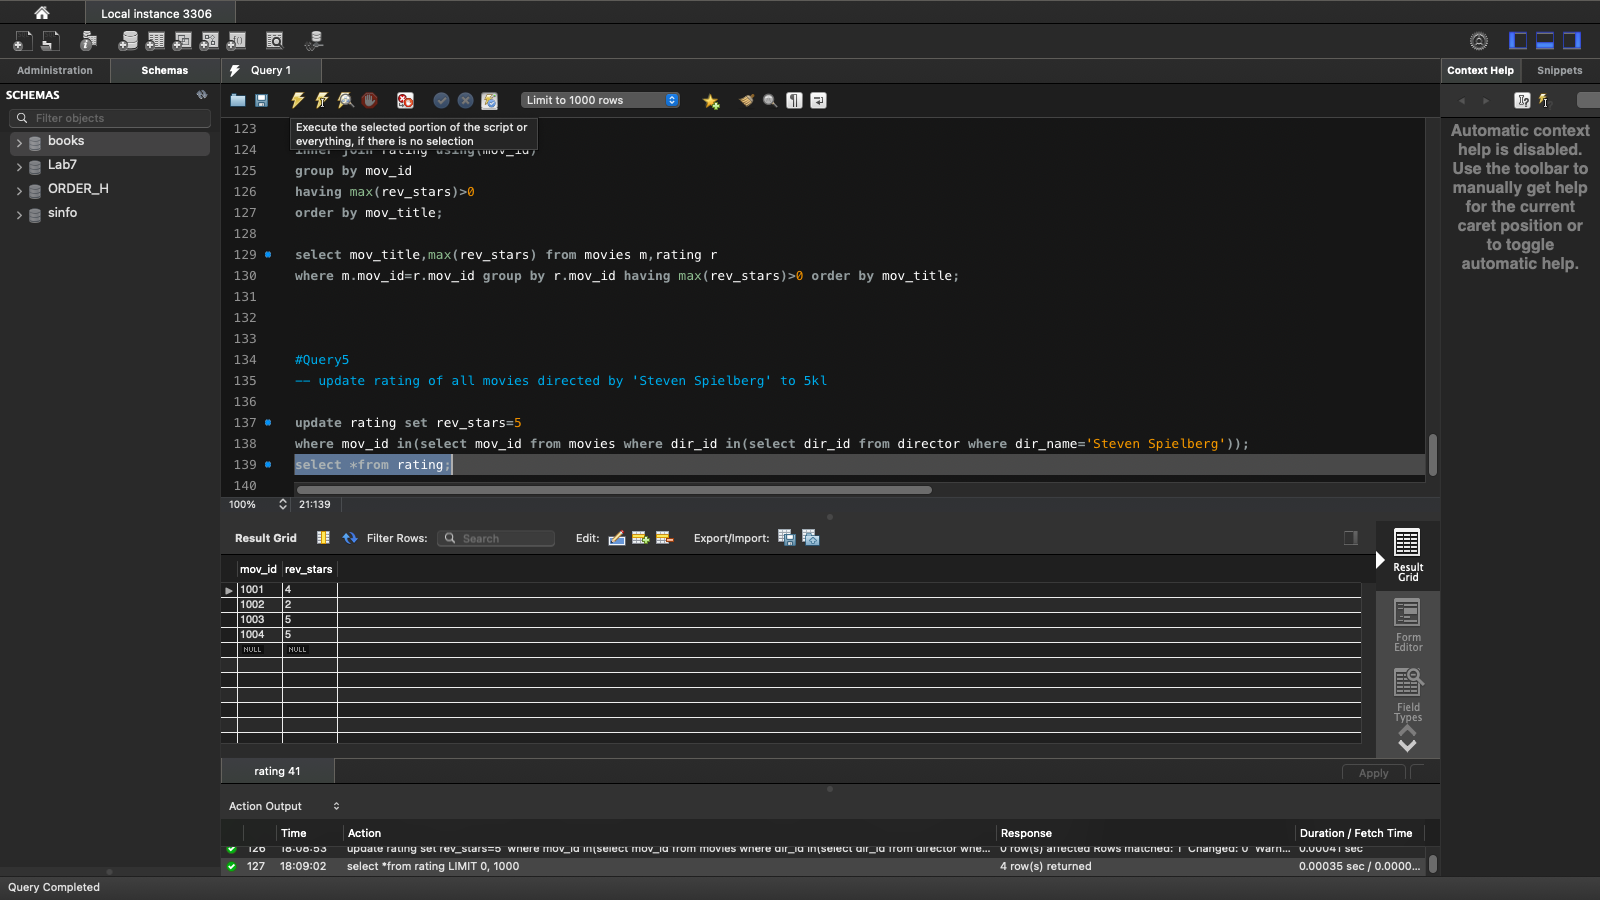 Local instance 3306
Administration
Schemas
Query 1
Context Help
Snippets
SCHEMAS
Filter objects
books
Lab7
ORDER_H
sinfo
Limit to 1000 rows
Execute the selected portion of the script or
everything, if there is no selection
123
124 inner join rating using(mov_id)
125 group by mov_id
126 having max(rev_stars)>0
127 order by mov_title;
128
129 select mov_title,max(rev_stars) from movies m,rating r
130 where m.mov_id=r.mov_id group by r.mov_id having max(rev_stars)>0 order by mov_title;
131
132
133
134 #Query5
135 -- update rating of all movies directed by 'Steven Spielberg' to 5kl
136
137 update rating set rev_stars=5
138 where mov_id in(select mov_id from movies where dir_id in(select dir_id from director where dir_name='Steven Spielberg'));
139 select *from rating;
140
100% 21:139
Automatic context
help is disabled.
Use the toolbar to
manually get help
for the current
caret position or
to toggle
automatic help.
Result Grid Filter Rows: Search Edit: Export/Import:
mov_id rev_stars
1001 4
1002 2
1003 5
1004 5
NULL NULL
Result
Grid
Form
Editor
Field
Types
rating 41
Apply
Action Output
Time Action Response Duration / Fetch Time
126 18:08:53 update rating set rev_stars=5 where mov_id in(select mov_id from movies where dir_id in(select dir_id from director whe... 0 row(s) affected Rows matched: 1 Changed: 0 Warn... 0.00041 sec
127 18:09:02 select *from rating LIMIT 0, 1000 4 row(s) returned 0.00035 sec / 0.0000...
Query Completed